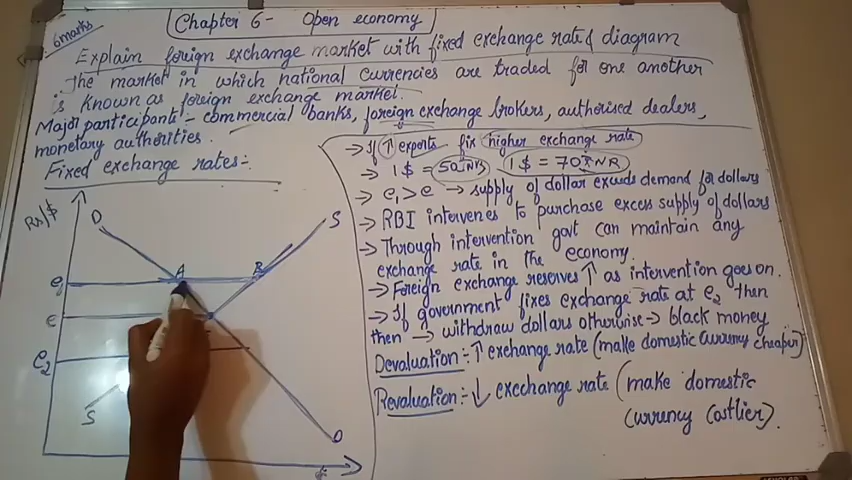 6marks
Chapter 6- Open economy
Explain foreign exchange market with fixed exchange rate & diagram
The market in which national currencies are traded for one another
is known as foreign exchange market.
Major participants - commercial banks, foreign exchange brokers, authorised dealers,
monetary authorities.
Fixed exchange rates:-
Rs/$
D
S
A
B
e1
e
e2
S
D
→ If ↑ exports fix higher exchange rate
→ 1$ = 50INR 1$ = 70INR
→ e1 > e → supply of dollar exceeds demand for dollars
→ RBI intervenes to purchase excess supply of dollars
→ Through intervention govt can maintain any
exchange rate in the economy.
→ Foreign exchange reserves ↑ as intervention goes on.
→ If government fixes exchange rate at e2 then
then → withdraw dollars otherwise → black money
Devaluation:- ↑ exchange rate (make domestic currency cheaper)
Revaluation:- ↓ exechange rate (make domestic
currency costlier).